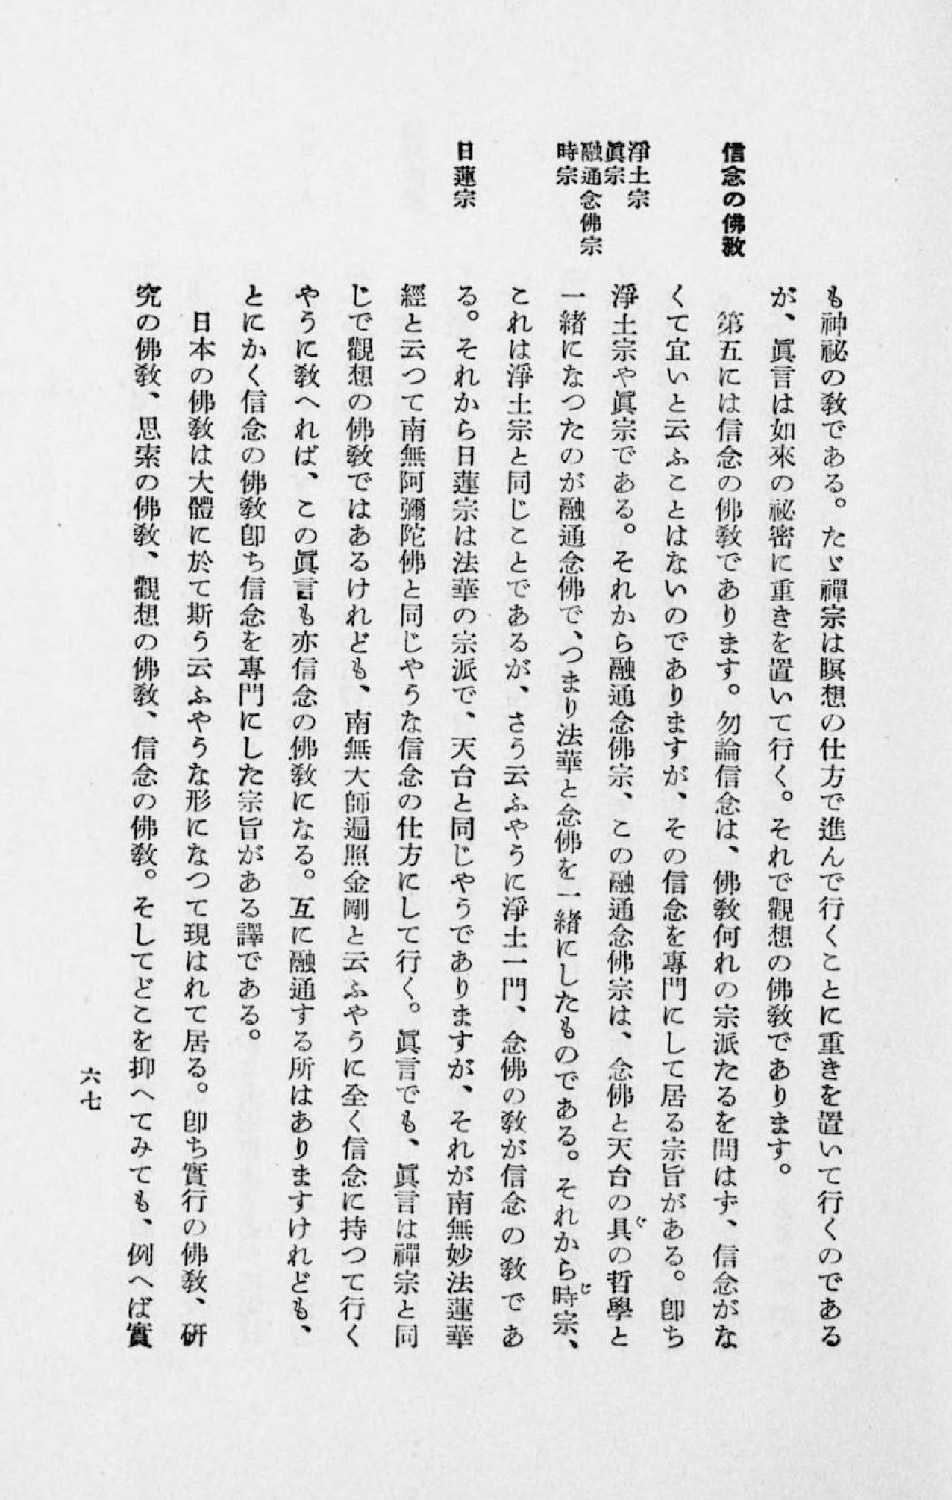 も神祕の敎である。たゞ禪宗は瞑想の仕方で進んで行くことに重きを置いて行くのである
が、眞言は如來の祕密に重きを置いて行く。それで觀想の佛敎であります。
信念の佛敎
第五には信念の佛敎であります。勿論信念は、佛敎何れの宗派たるを問はず、信念がな
くて宜いと云ふことはないのでありますが、その信念を專門にして居る宗旨がある。卽ち
淨土宗
眞宗
融通念佛宗
時宗
淨土宗や眞宗である。それから融通念佛宗、この融通念佛宗は、念佛と天台の具の哲學と
一緖になつたのが融通念佛で、つまり法華と念佛を一緖にしたものである。それから時宗、
これは淨土宗と同じことであるが、さう云ふやうに淨土一門、念佛の敎が信念の敎であ
日蓮宗
る。それから日蓮宗は法華の宗派で、天台と同じやうでありますが、それが南無妙法蓮華
經と云つて南無阿彌陀佛と同じやうな信念の仕方にして行く。眞言でも、眞言は禪宗と同
じで觀想の佛敎ではあるけれども、南無大師遍照金剛と云ふやうに全く信念に持つて行く
やうに敎へれば、この眞言も亦信念の佛敎になる。互に融通する所はありますけれども、
とにかく信念の佛敎卽ち信念を專門にした宗旨がある譯である。
日本の佛敎は大體に於て斯う云ふやうな形になつて現はれて居る。卽ち實行の佛敎、硏
究の佛敎、思索の佛敎、觀想の佛敎、信念の佛敎。そしてどこを抑へてみても、例へば實
六七